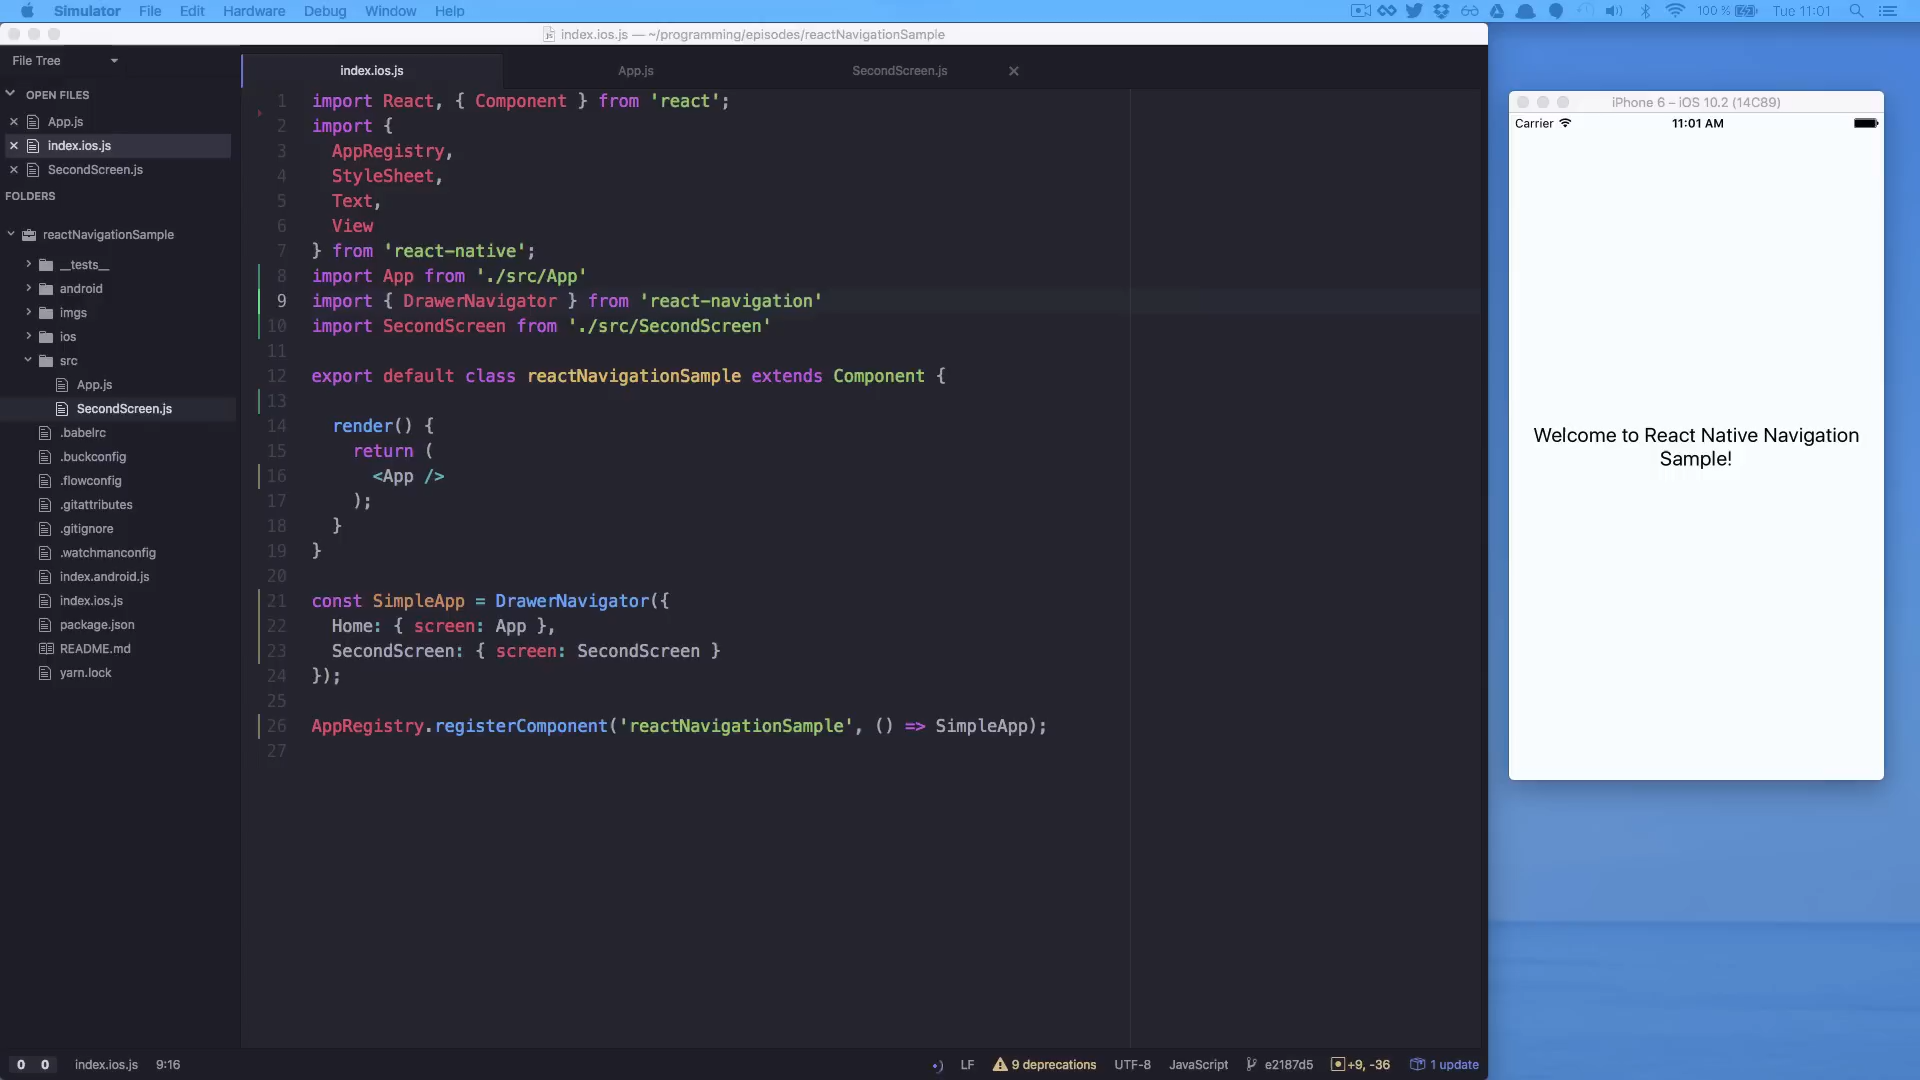 Simulator File Edit Hardware Debug Window Help
100 % Tue 11:01
index.ios.js — ~/programming/episodes/reactNavigationSample
File Tree
OPEN FILES
App.js
index.ios.js
SecondScreen.js
FOLDERS
reactNavigationSample
__tests__
android
imgs
ios
src
App.js
SecondScreen.js
.babelrc
.buckconfig
.flowconfig
.gitattributes
.gitignore
.watchmanconfig
index.android.js
index.ios.js
package.json
README.md
yarn.lock
index.ios.js App.js SecondScreen.js
1 import React, { Component } from 'react';
2 import {
3 AppRegistry,
4 StyleSheet,
5 Text,
6 View
7 } from 'react-native';
8 import App from './src/App'
9 import { DrawerNavigator } from 'react-navigation'
10 import SecondScreen from './src/SecondScreen'
11
12 export default class reactNavigationSample extends Component {
13
14 render() {
15 return (
16 <App />
17 );
18 }
19 }
20
21 const SimpleApp = DrawerNavigator({
22 Home: { screen: App },
23 SecondScreen: { screen: SecondScreen }
24 });
25
26 AppRegistry.registerComponent('reactNavigationSample', () => SimpleApp);
27
iPhone 6 – iOS 10.2 (14C89)
Carrier 11:01 AM
Welcome to React Native Navigation
Sample!
0 0 index.ios.js 9:16 LF 9 deprecations UTF-8 JavaScript e2187d5 +9, -36 1 update